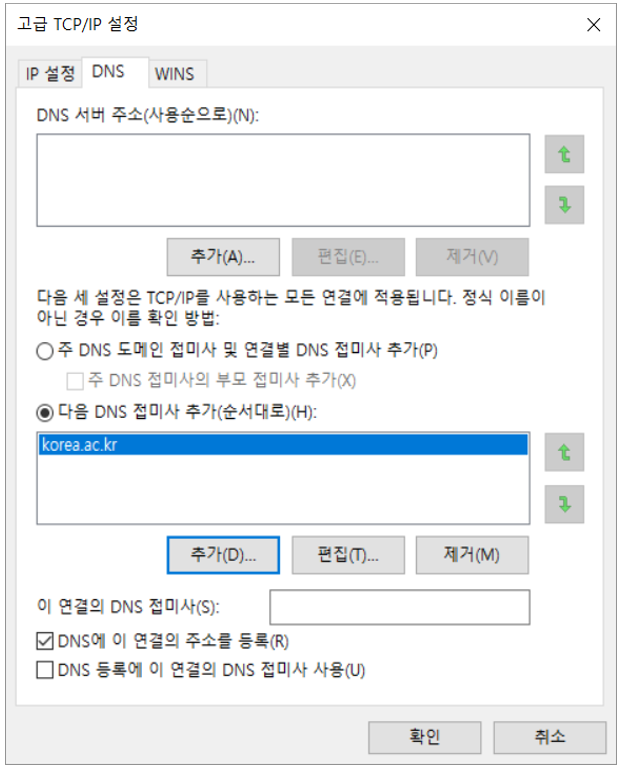 고급 TCP/IP 설정
IP 설정 DNS WINS
DNS 서버 주소(사용순으로)(N):
추가(A)... 편집(E)... 제거(V)
다음 세 설정은 TCP/IP를 사용하는 모든 연결에 적용됩니다. 정식 이름이
아닌 경우 이름 확인 방법:
주 DNS 도메인 접미사 및 연결별 DNS 접미사 추가(P)
주 DNS 접미사의 부모 접미사 추가(X)
다음 DNS 접미사 추가(순서대로)(H):
korea.ac.kr
추가(D)... 편집(T)... 제거(M)
이 연결의 DNS 접미사(S):
DNS에 이 연결의 주소를 등록(R)
DNS 등록에 이 연결의 DNS 접미사 사용(U)
확인 취소